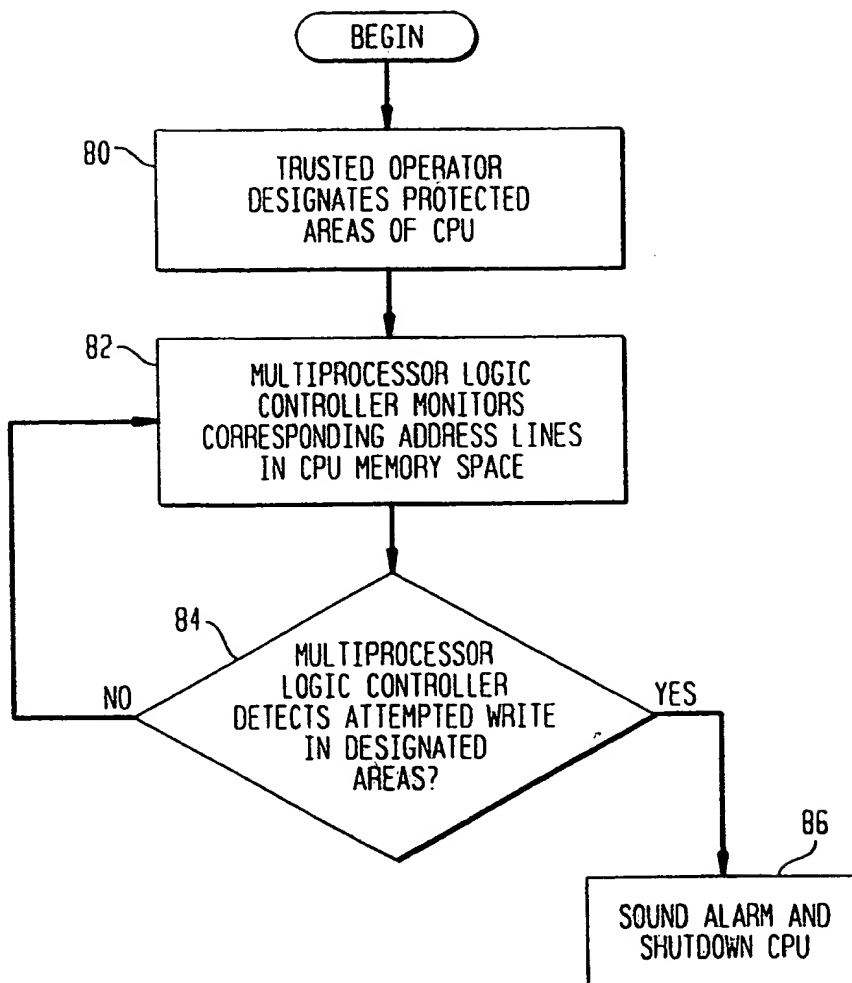 BEGIN
80
TRUSTED OPERATOR
DESIGNATES PROTECTED
AREAS OF CPU
82
MULTIPROCESSOR LOGIC
CONTROLLER MONITORS
CORRESPONDING ADDRESS LINES
IN CPU MEMORY SPACE
84
MULTIPROCESSOR
LOGIC CONTROLLER
DETECTS ATTEMPTED WRITE
IN DESIGNATED
AREAS?
NO
YES
86
SOUND ALARM AND
SHUTDOWN CPU